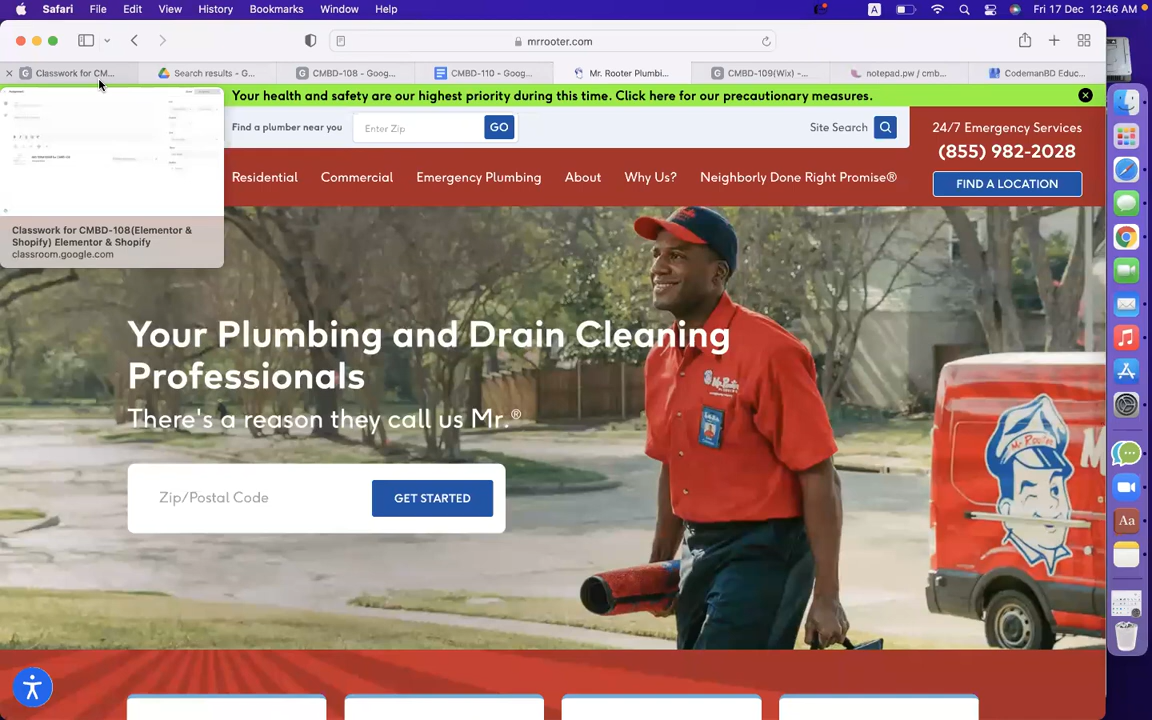 Safari File Edit View History Bookmarks Window Help A Fri 17 Dec 12:46 AM
mrrooter.com
Classwork for CM... Search results - G... CMBD-108 - Goog... CMBD-110 - Goog... Mr. Rooter Plumbi... CMBD-109(Wix) -... notepad.pw / cmb... CodemanBD Educ...
Your health and safety are our highest priority during this time. Click here for our precautionary measures.
Find a plumber near you Enter Zip GO Site Search
24/7 Emergency Services
(855) 982-2028
FIND A LOCATION
Residential Commercial Emergency Plumbing About Why Us? Neighborly Done Right Promise®
Classwork for CMBD-108(Elementor &
Shopify) Elementor & Shopify
classroom.google.com
Your Plumbing and Drain Cleaning
Professionals
There's a reason they call us Mr.®
Zip/Postal Code GET STARTED
Mr. Rooter
Aa